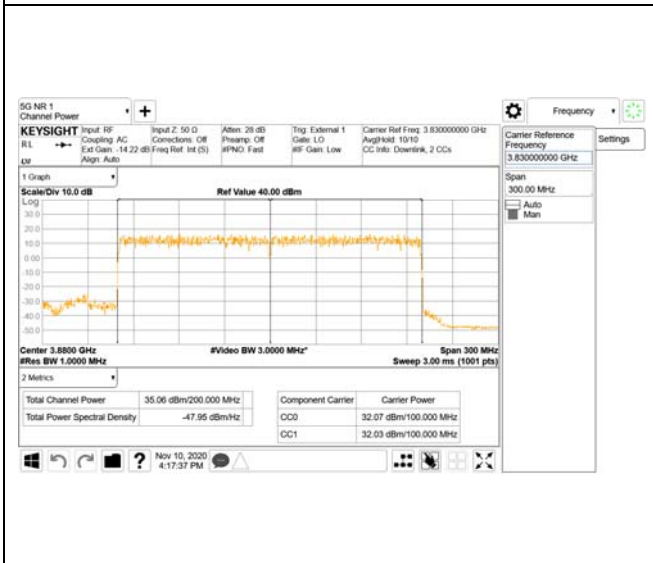 5G NR 1
Channel Power
Frequency
KEYSIGHT
RL
Input: RF
Coupling: AC
Ext Gain: -14.22 dB
Align: Auto
Input Z: 50 Ω
Corrections: Off
Freq Ref: Int (S)
Atten: 28 dB
Preamp: Off
#PNO: Fast
Trig: External 1
Gate: LO
#IF Gain: Low
Carrier Ref Freq: 3.830000000 GHz
Avg|Hold: 10/10
CC Info: Downlink, 2 CCs
Carrier Reference
Frequency
3.830000000 GHz
Settings
Span
300.00 MHz
Auto
Man
1 Graph
Scale/Div 10.0 dB
Ref Value 40.00 dBm
Log
30.0
20.0
10.0
0.00
-10.0
-20.0
-30.0
-40.0
-50.0
Center 3.8800 GHz
#Video BW 3.0000 MHz*
Span 300 MHz
#Res BW 1.0000 MHz
Sweep 3.00 ms (1001 pts)
2 Metrics
Total Channel Power 35.06 dBm/200.000 MHz
Total Power Spectral Density -47.95 dBm/Hz
Component Carrier Carrier Power
CC0 32.07 dBm/100.000 MHz
CC1 32.03 dBm/100.000 MHz
Nov 10, 2020
4:17:37 PM